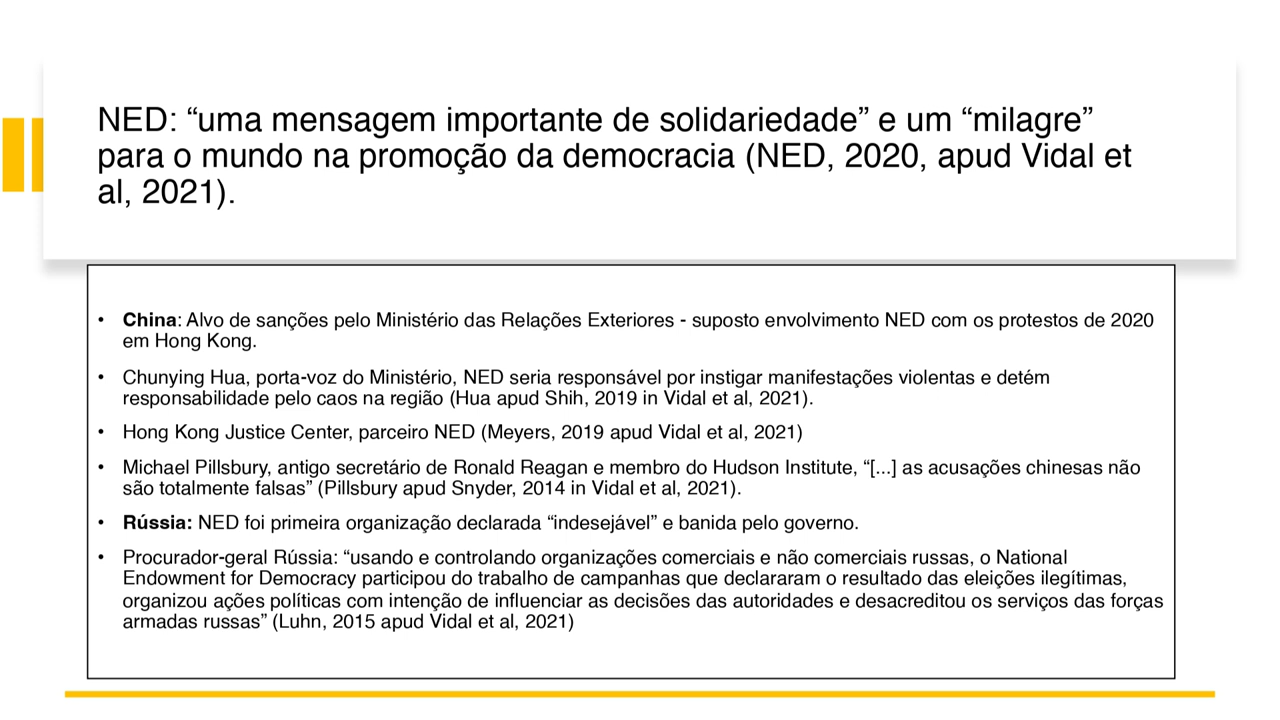 NED: “uma mensagem importante de solidariedade” e um “milagre”
para o mundo na promoção da democracia (NED, 2020, apud Vidal et
al, 2021).
• China: Alvo de sanções pelo Ministério das Relações Exteriores - suposto envolvimento NED com os protestos de 2020
em Hong Kong.
• Chunying Hua, porta-voz do Ministério, NED seria responsável por instigar manifestações violentas e detém
responsabilidade pelo caos na região (Hua apud Shih, 2019 in Vidal et al, 2021).
• Hong Kong Justice Center, parceiro NED (Meyers, 2019 apud Vidal et al, 2021)
• Michael Pillsbury, antigo secretário de Ronald Reagan e membro do Hudson Institute, “[...] as acusações chinesas não
são totalmente falsas” (Pillsbury apud Snyder, 2014 in Vidal et al, 2021).
• Rússia: NED foi primeira organização declarada “indesejável” e banida pelo governo.
• Procurador-geral Rússia: “usando e controlando organizações comerciais e não comerciais russas, o National
Endowment for Democracy participou do trabalho de campanhas que declararam o resultado das eleições ilegítimas,
organizou ações políticas com intenção de influenciar as decisões das autoridades e desacreditou os serviços das forças
armadas russas” (Luhn, 2015 apud Vidal et al, 2021)